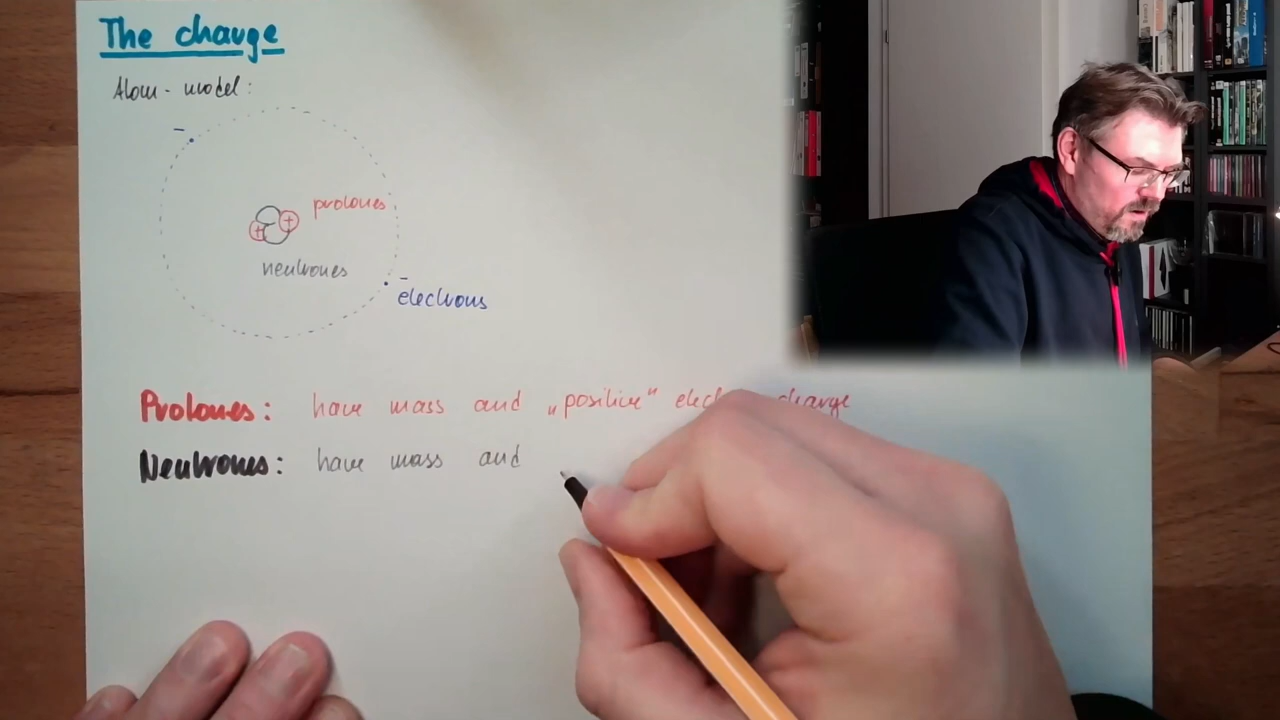 The charge
Atom - model:
−
+ protones
+
neutrones
−
electrons
Protones: have mass and „positive" charge
Neutrones: have mass and